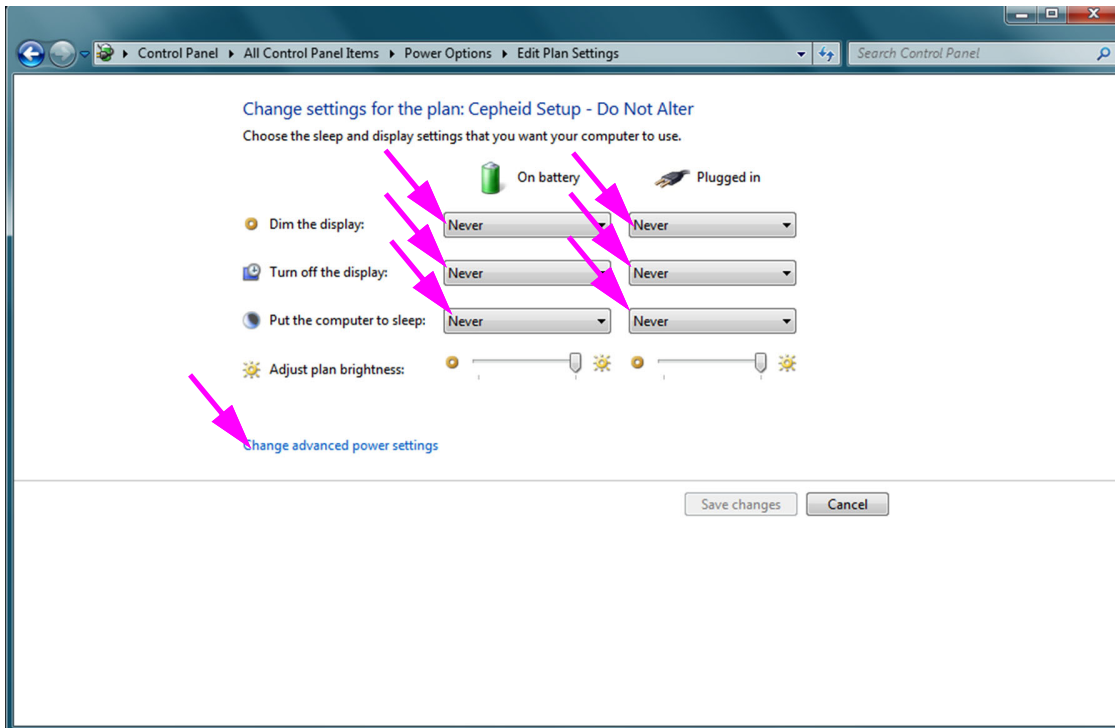 Control Panel All Control Panel Items Power Options Edit Plan Settings Search Control Panel
Change settings for the plan: Cepheid Setup - Do Not Alter
Choose the sleep and display settings that you want your computer to use.
On battery Plugged in
Dim the display: Never Never
Turn off the display: Never Never
Put the computer to sleep: Never Never
Adjust plan brightness:
Change advanced power settings
Save changes Cancel